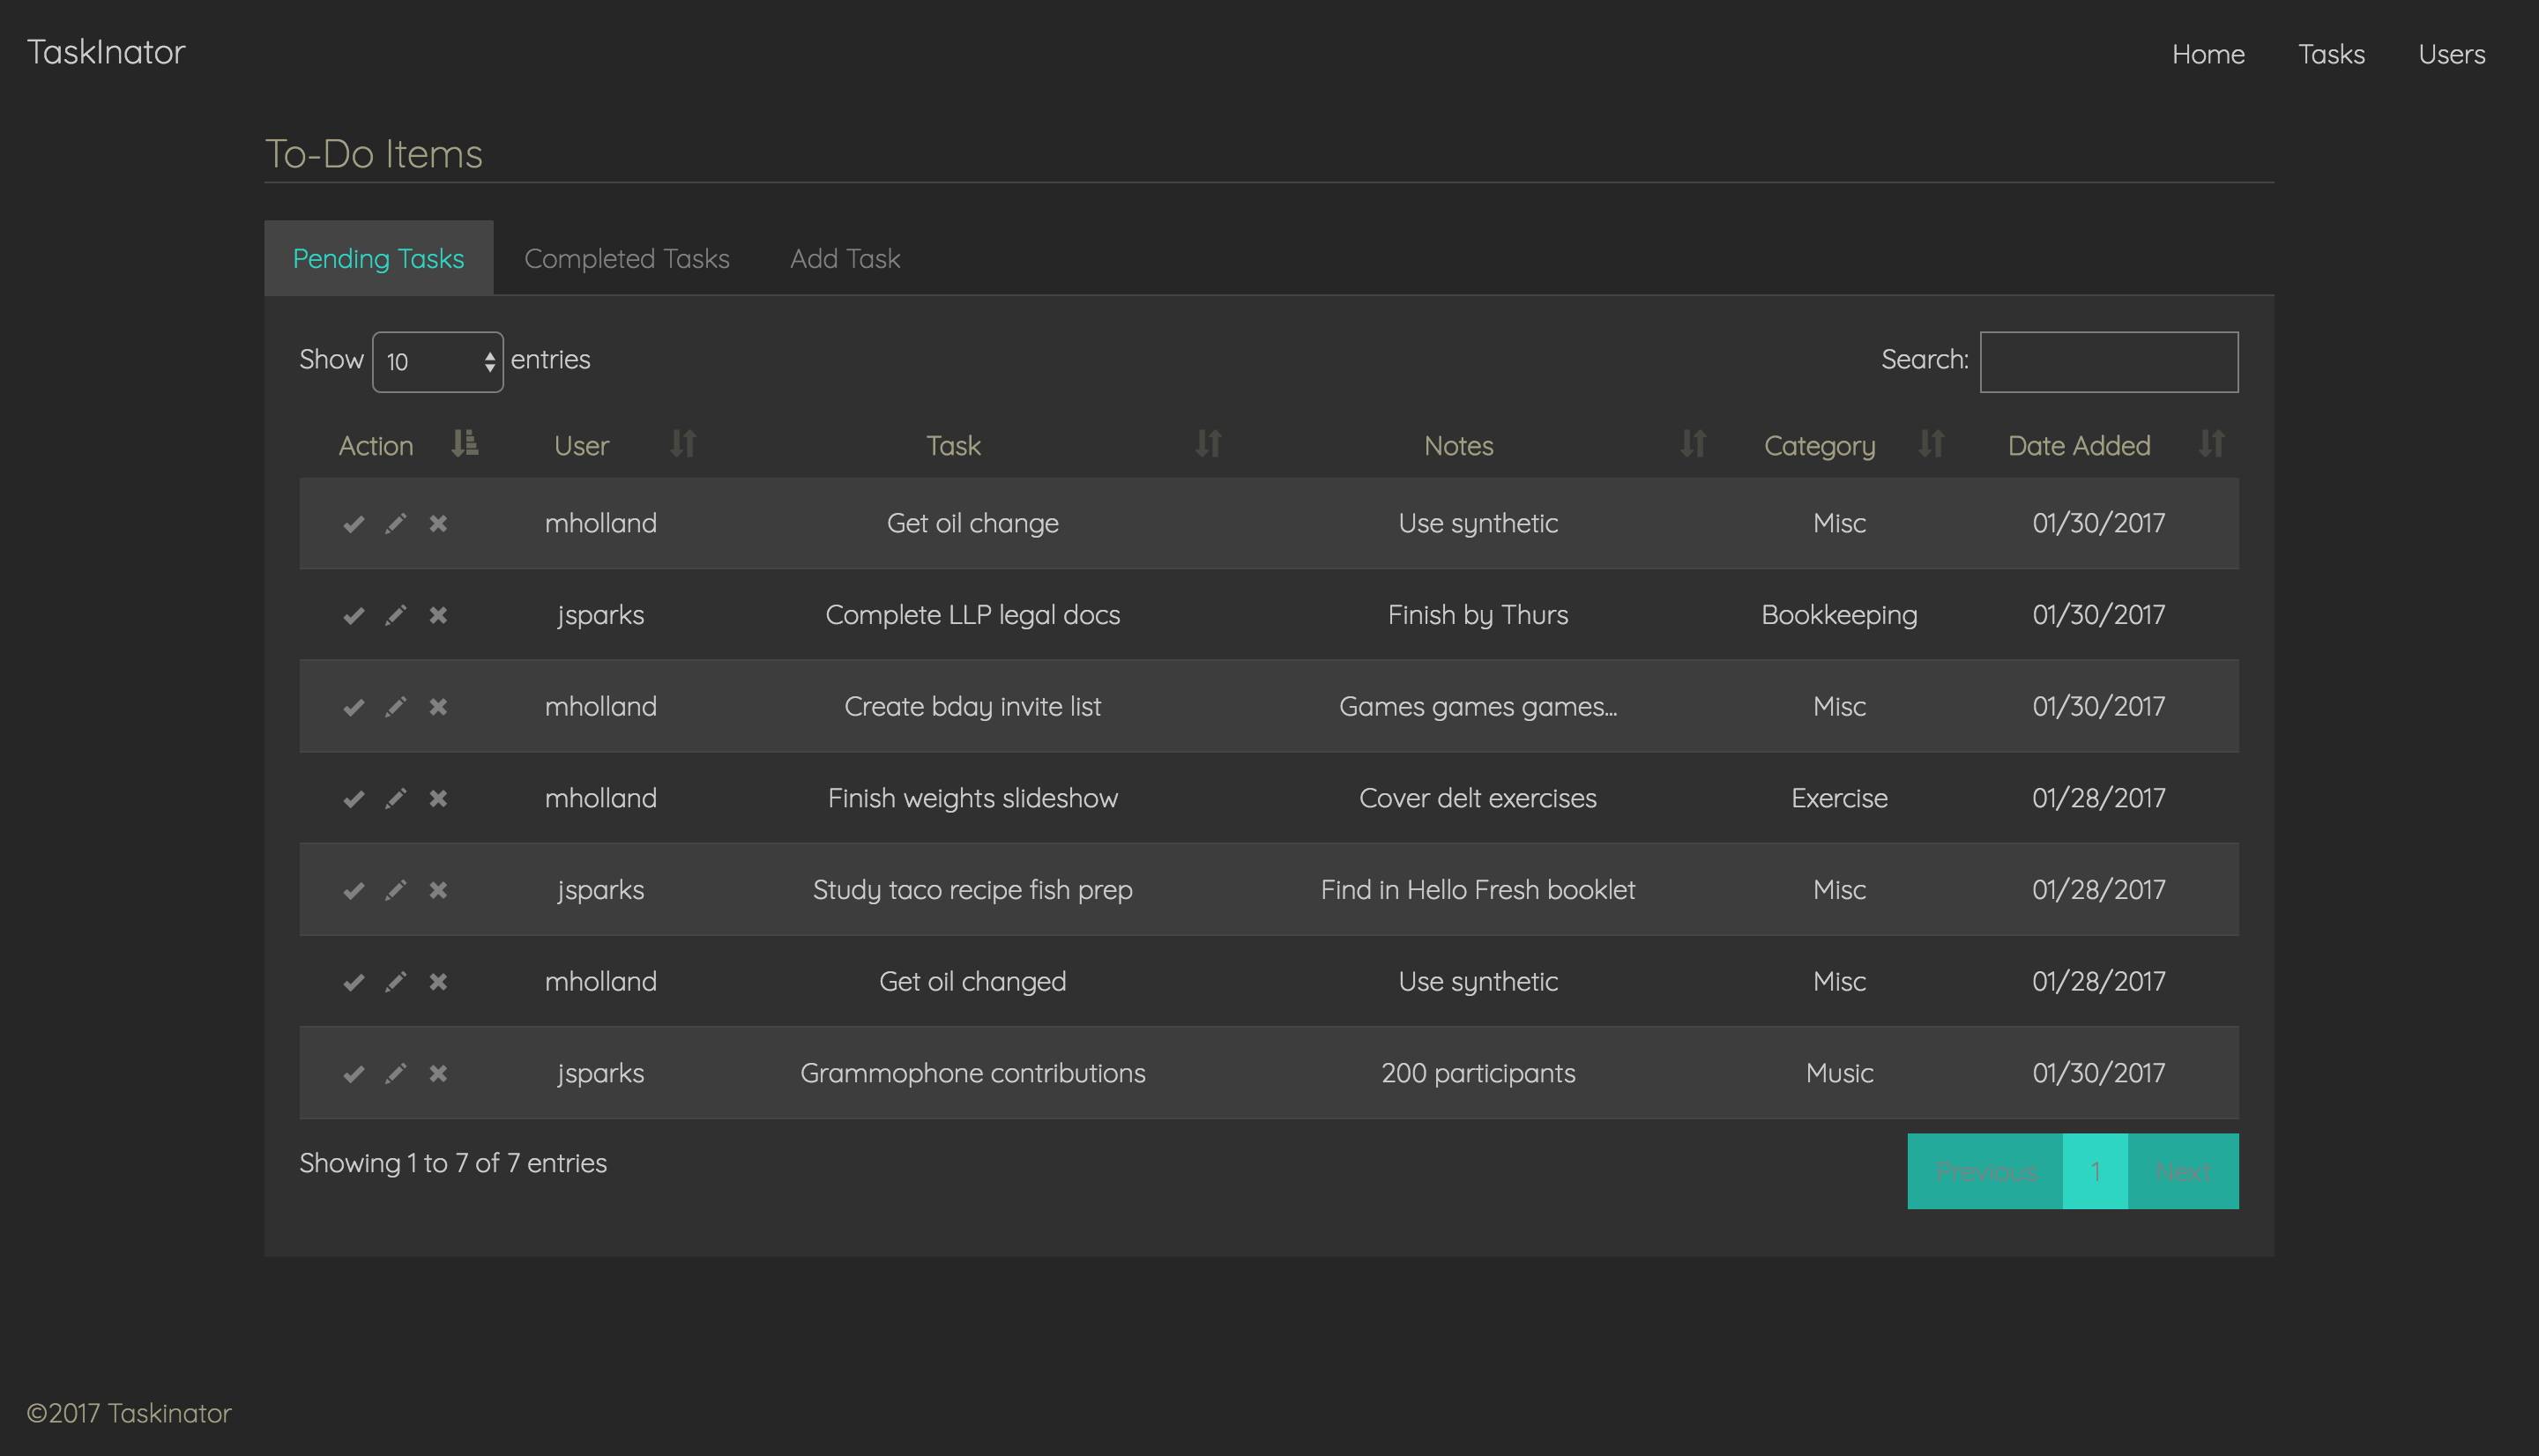 TaskInator Home Tasks Users
To-Do Items
Pending Tasks Completed Tasks Add Task
Show 10 entries Search:
Action User Task Notes Category Date Added
mholland Get oil change Use synthetic Misc 01/30/2017
jsparks Complete LLP legal docs Finish by Thurs Bookkeeping 01/30/2017
mholland Create bday invite list Games games games... Misc 01/30/2017
mholland Finish weights slideshow Cover delt exercises Exercise 01/28/2017
jsparks Study taco recipe fish prep Find in Hello Fresh booklet Misc 01/28/2017
mholland Get oil changed Use synthetic Misc 01/28/2017
jsparks Grammophone contributions 200 participants Music 01/30/2017
Showing 1 to 7 of 7 entries Previous 1 Next
©2017 Taskinator